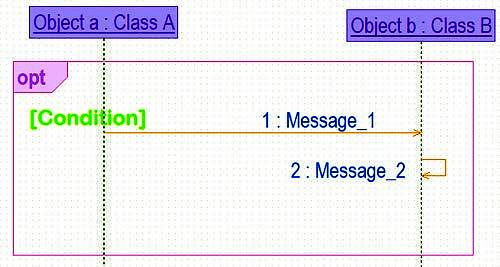 Object a : Class A
Object b : Class B
opt
[Condition]
1 : Message_1
2 : Message_2